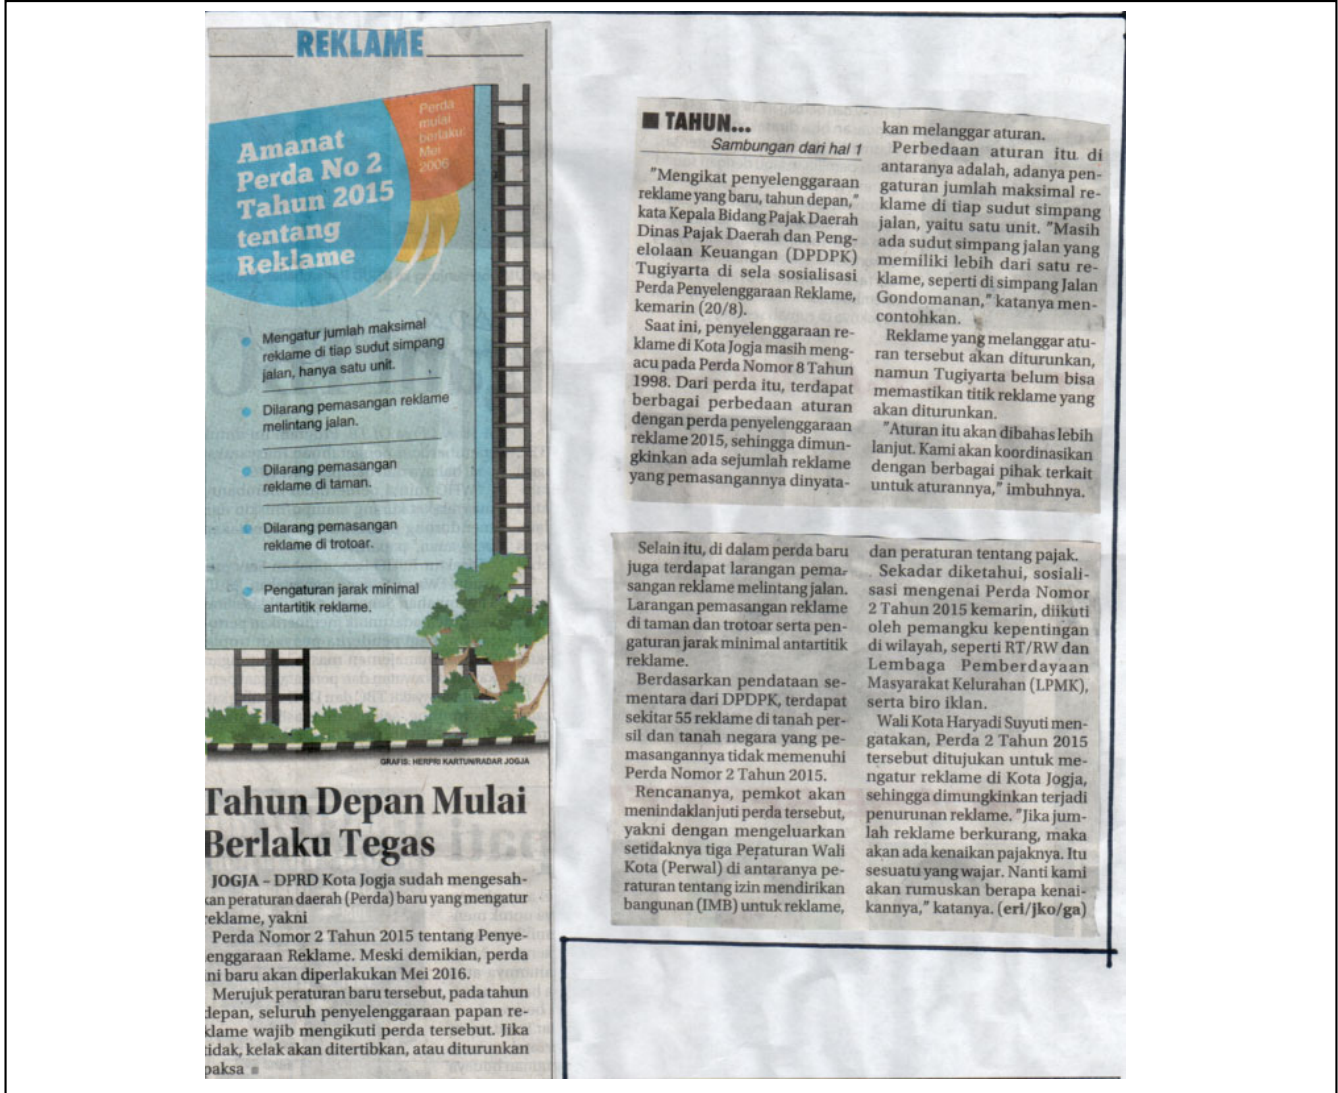 REKLAME
Perda
mulai
berlaku:
Mei
2006
Amanat
Perda No 2
Tahun 2015
tentang
Reklame
Mengatur jumlah maksimal
reklame di tiap sudut simpang
jalan, hanya satu unit.
Dilarang pemasangan reklame
melintang jalan.
Dilarang pemasangan
reklame di taman.
Dilarang pemasangan
reklame di trotoar.
Pengaturan jarak minimal
antartitik reklame.
GRAFIS: HERPRI KARTUN/RADAR JOGJA
Tahun Depan Mulai
Berlaku Tegas
JOGJA – DPRD Kota Jogja sudah mengesah-
kan peraturan daerah (Perda) baru yang mengatur
reklame, yakni
Perda Nomor 2 Tahun 2015 tentang Penye-
lenggaraan Reklame. Meski demikian, perda
ini baru akan diperlakukan Mei 2016.
Merujuk peraturan baru tersebut, pada tahun
depan, seluruh penyelenggaraan papan re-
klame wajib mengikuti perda tersebut. Jika
tidak, kelak akan ditertibkan, atau diturunkan
paksa ■
■ TAHUN...
Sambungan dari hal 1
"Mengikat penyelenggaraan
reklame yang baru, tahun depan,"
kata Kepala Bidang Pajak Daerah
Dinas Pajak Daerah dan Peng-
elolaan Keuangan (DPDPK)
Tugiyarta di sela sosialisasi
Perda Penyelenggaraan Reklame,
kemarin (20/8).
Saat ini, penyelenggaraan re-
klame di Kota Jogja masih meng-
acu pada Perda Nomor 8 Tahun
1998. Dari perda itu, terdapat
berbagai perbedaan aturan
dengan perda penyelenggaraan
reklame 2015, sehingga dimun-
gkinkan ada sejumlah reklame
yang pemasangannya dinyata-
kan melanggar aturan.
Perbedaan aturan itu di
antaranya adalah, adanya pen-
gaturan jumlah maksimal re-
klame di tiap sudut simpang
jalan, yaitu satu unit. "Masih
ada sudut simpang jalan yang
memiliki lebih dari satu re-
klame, seperti di simpang Jalan
Gondomanan," katanya men-
contohkan.
Reklame yang melanggar atu-
ran tersebut akan diturunkan,
namun Tugiyarta belum bisa
memastikan titik reklame yang
akan diturunkan.
"Aturan itu akan dibahas lebih
lanjut. Kami akan koordinasikan
dengan berbagai pihak terkait
untuk aturannya," imbuhnya.
Selain itu, di dalam perda baru
juga terdapat larangan pema-
sangan reklame melintang jalan.
Larangan pemasangan reklame
di taman dan trotoar serta pen-
gaturan jarak minimal antartitik
reklame.
Berdasarkan pendataan se-
mentara dari DPDPK, terdapat
sekitar 55 reklame di tanah per-
sil dan tanah negara yang pe-
masangannya tidak memenuhi
Perda Nomor 2 Tahun 2015.
Rencananya, pemkot akan
menindaklanjuti perda tersebut,
yakni dengan mengeluarkan
setidaknya tiga Peraturan Wali
Kota (Perwal) di antaranya pe-
raturan tentang izin mendirikan
bangunan (IMB) untuk reklame,
dan peraturan tentang pajak.
Sekadar diketahui, sosiali-
sasi mengenai Perda Nomor
2 Tahun 2015 kemarin, diikuti
oleh pemangku kepentingan
di wilayah, seperti RT/RW dan
Lembaga Pemberdayaan
Masyarakat Kelurahan (LPMK),
serta biro iklan.
Wali Kota Haryadi Suyuti men-
gatakan, Perda 2 Tahun 2015
tersebut ditujukan untuk me-
ngatur reklame di Kota Jogja,
sehingga dimungkinkan terjadi
penurunan reklame. "Jika jum-
lah reklame berkurang, maka
akan ada kenaikan pajaknya. Itu
sesuatu yang wajar. Nanti kami
akan rumuskan berapa kenai-
kannya," katanya. (eri/jko/ga)